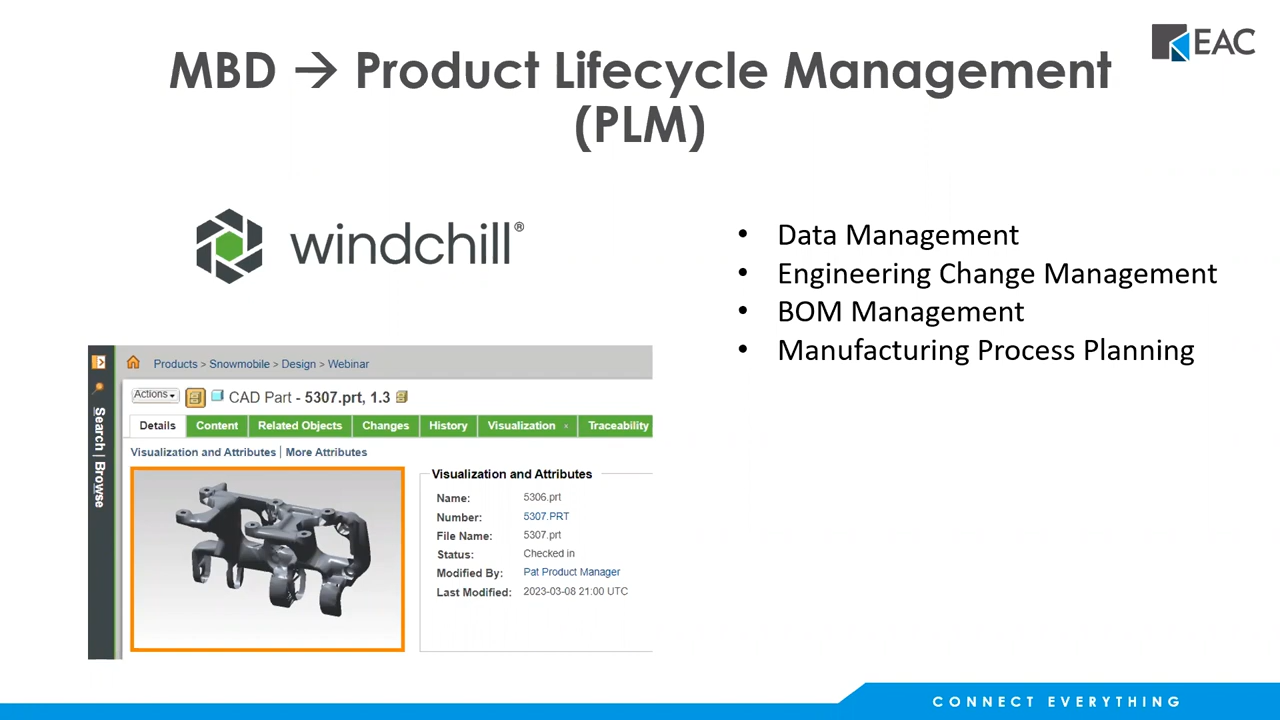 EAC
MBD → Product Lifecycle Management
(PLM)
windchill®
• Data Management
• Engineering Change Management
• BOM Management
• Manufacturing Process Planning
Products > Snowmobile > Design > Webinar
Actions
CAD Part - 5307.prt, 1.3
Search | Browse
Details Content Related Objects Changes History Visualization x Traceability
Visualization and Attributes | More Attributes
Visualization and Attributes
Name: 5306.prt
Number: 5307.PRT
File Name: 5307.prt
Status: Checked in
Modified By: Pat Product Manager
Last Modified: 2023-03-08 21:00 UTC
CONNECT EVERYTHING